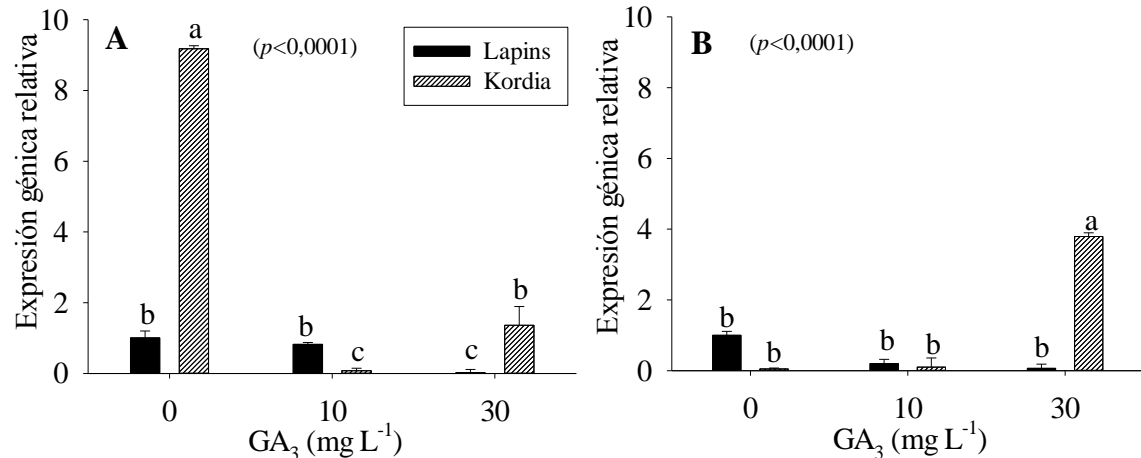 A
(p<0,0001)
Lapins
Kordia
Expresión génica relativa
10
8
6
4
2
0
b
a
b
c
c
b
0
10
30
GA₃ (mg L⁻¹)
B
(p<0,0001)
Expresión génica relativa
10
8
6
4
2
0
b
b
b
b
b
a
0
10
30
GA₃ (mg L⁻¹)